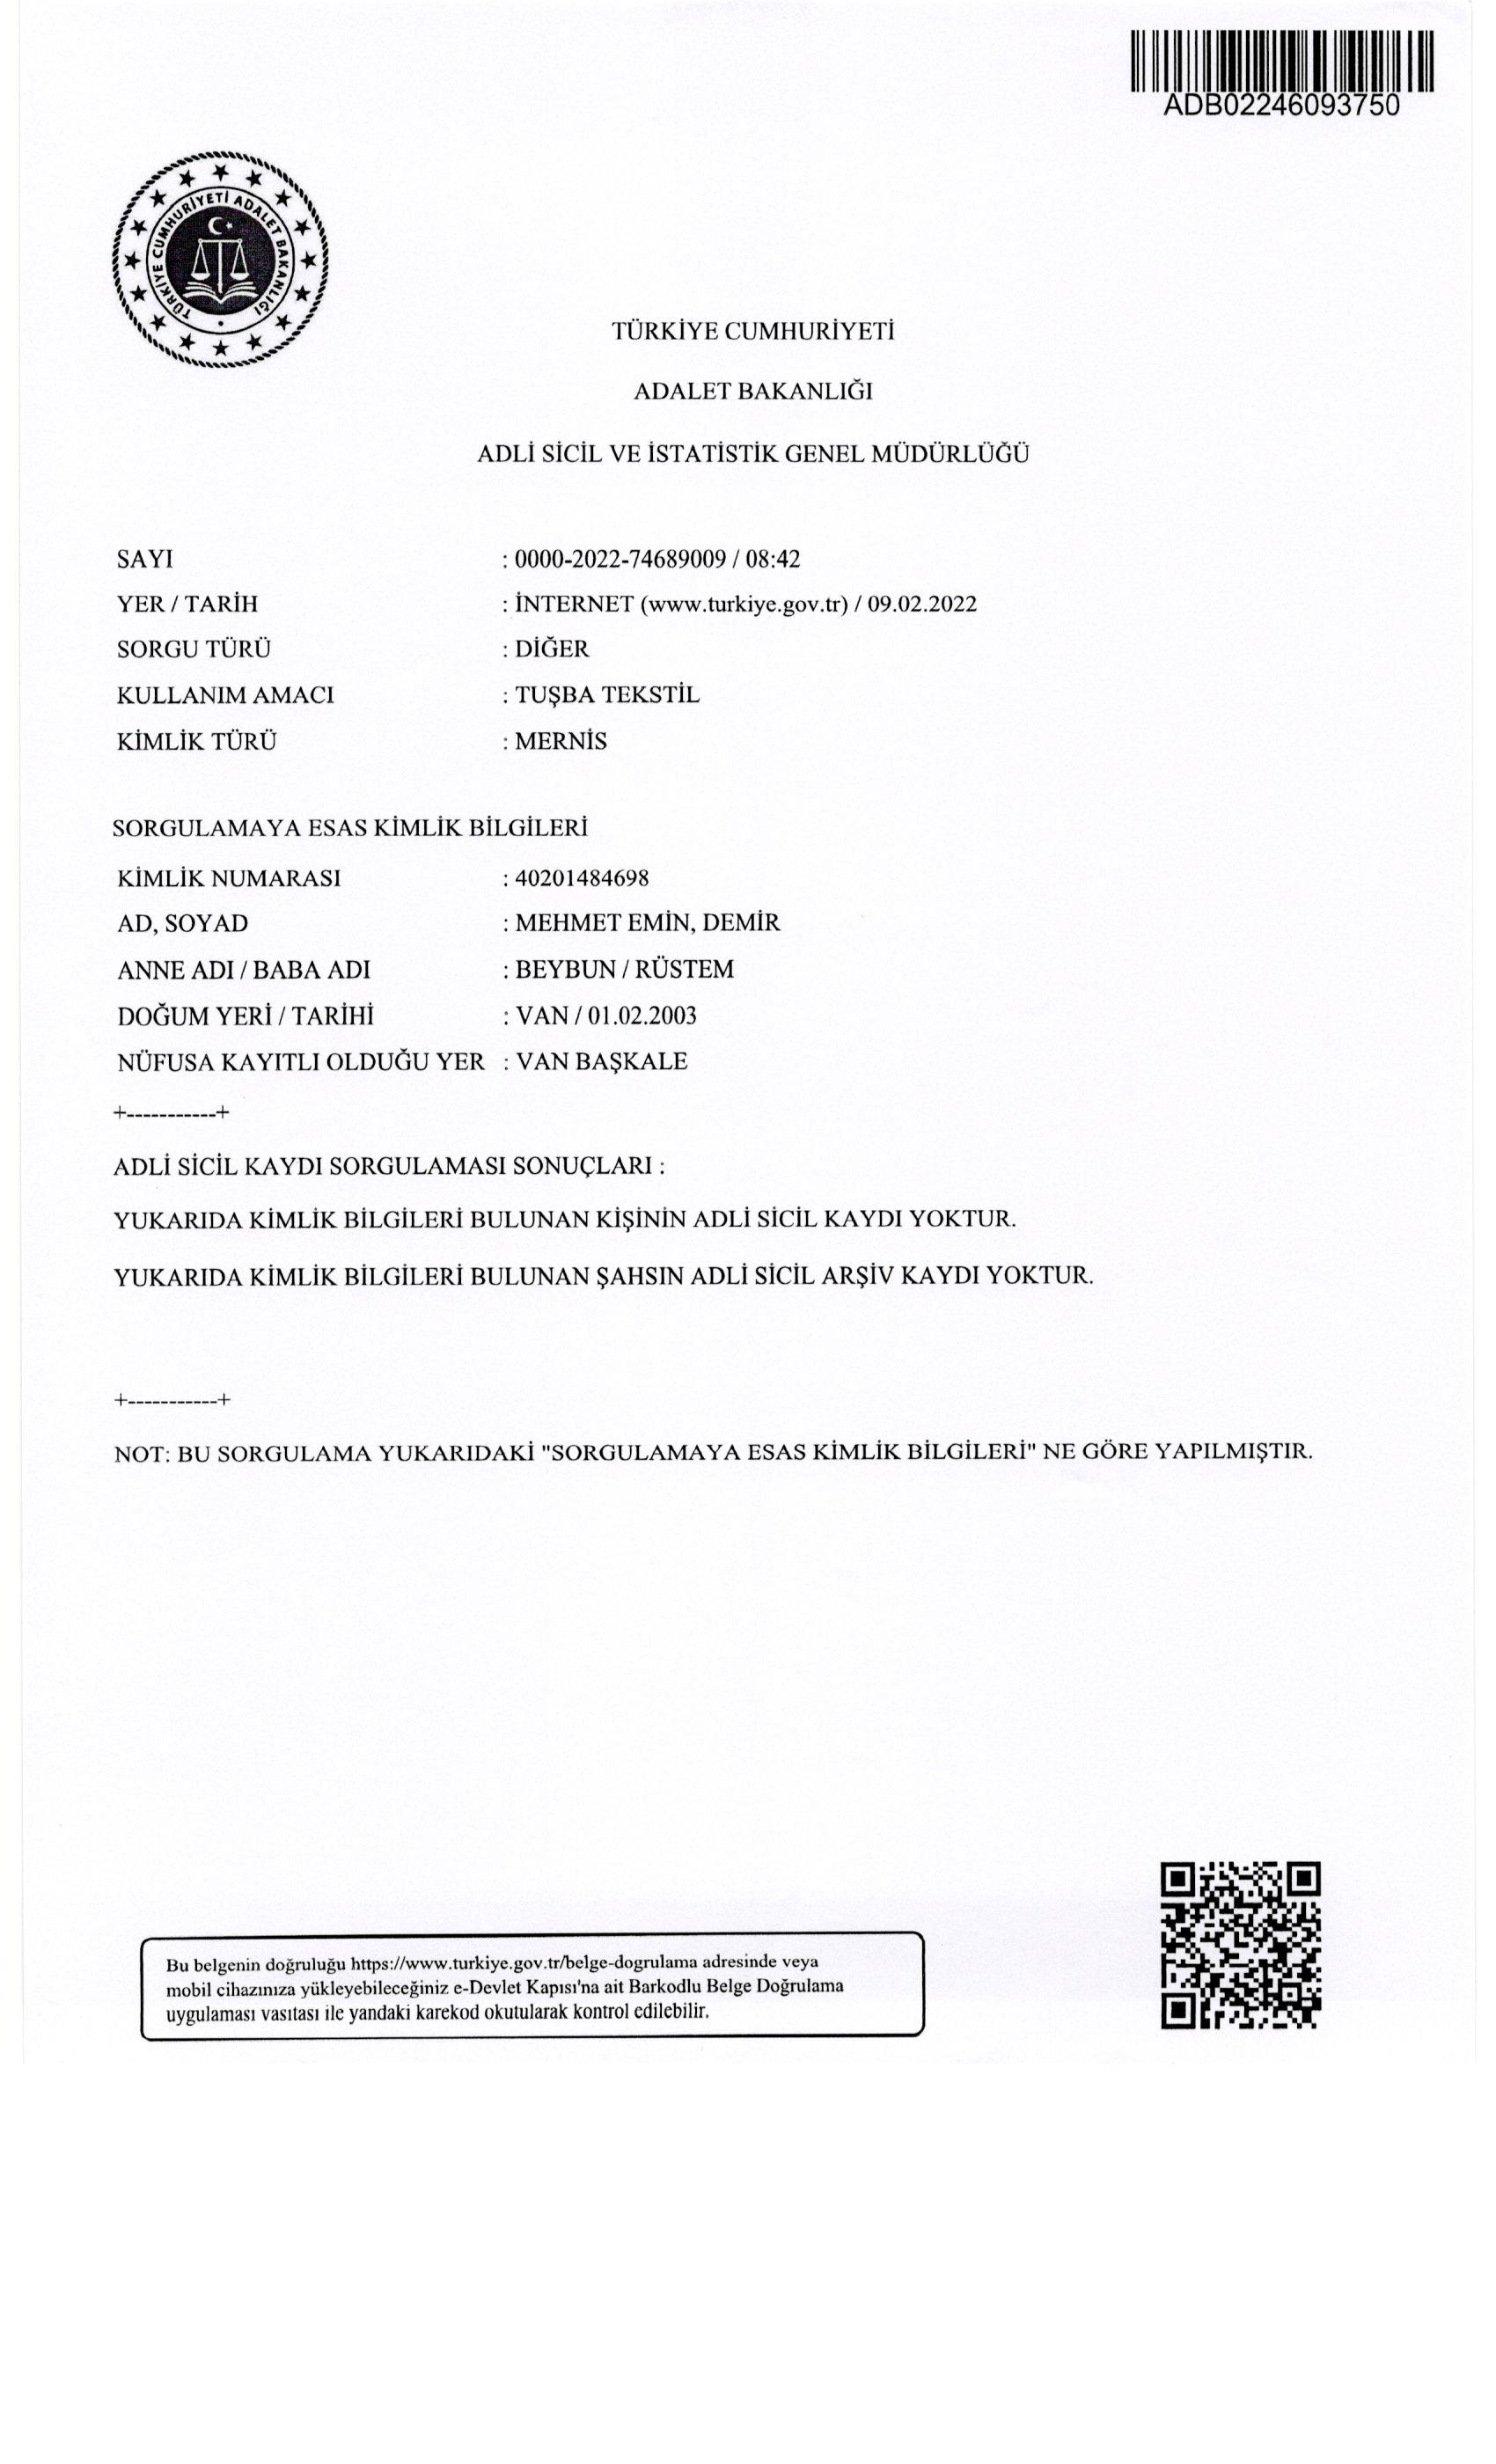 ADB02246093750
TÜRKİYE CUMHURİYETİ ADALET BAKANLIĞI
TÜRKİYE CUMHURİYETİ
ADALET BAKANLIĞI
ADLİ SİCİL VE İSTATİSTİK GENEL MÜDÜRLÜĞÜ
SAYI : 0000-2022-74689009 / 08:42
YER / TARİH : İNTERNET (www.turkiye.gov.tr) / 09.02.2022
SORGU TÜRÜ : DİĞER
KULLANIM AMACI : TUŞBA TEKSTİL
KİMLİK TÜRÜ : MERNİS
SORGULAMAYA ESAS KİMLİK BİLGİLERİ
KİMLİK NUMARASI : 40201484698
AD, SOYAD : MEHMET EMİN, DEMİR
ANNE ADI / BABA ADI : BEYBUN / RÜSTEM
DOĞUM YERİ / TARİHİ : VAN / 01.02.2003
NÜFUSA KAYITLI OLDUĞU YER : VAN BAŞKALE
+-----------+
ADLİ SİCİL KAYDI SORGULAMASI SONUÇLARI :
YUKARIDA KİMLİK BİLGİLERİ BULUNAN KİŞİNİN ADLİ SİCİL KAYDI YOKTUR.
YUKARIDA KİMLİK BİLGİLERİ BULUNAN ŞAHSIN ADLİ SİCİL ARŞİV KAYDI YOKTUR.
+-----------+
NOT: BU SORGULAMA YUKARIDAKİ "SORGULAMAYA ESAS KİMLİK BİLGİLERİ" NE GÖRE YAPILMIŞTIR.
Bu belgenin doğruluğu https://www.turkiye.gov.tr/belge-dogrulama adresinde veya
mobil cihazınıza yükleyebileceğiniz e-Devlet Kapısı'na ait Barkodlu Belge Doğrulama
uygulaması vasıtası ile yandaki karekod okutularak kontrol edilebilir.